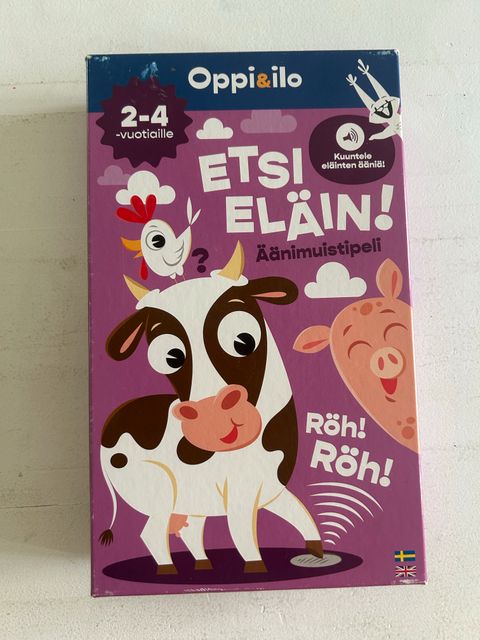 Oppi&ilo
2-4
-vuotiaille
Kuuntele
eläinten ääniä!
ETSI
ELÄIN!
Äänimuistipeli
?
Röh!
Röh!